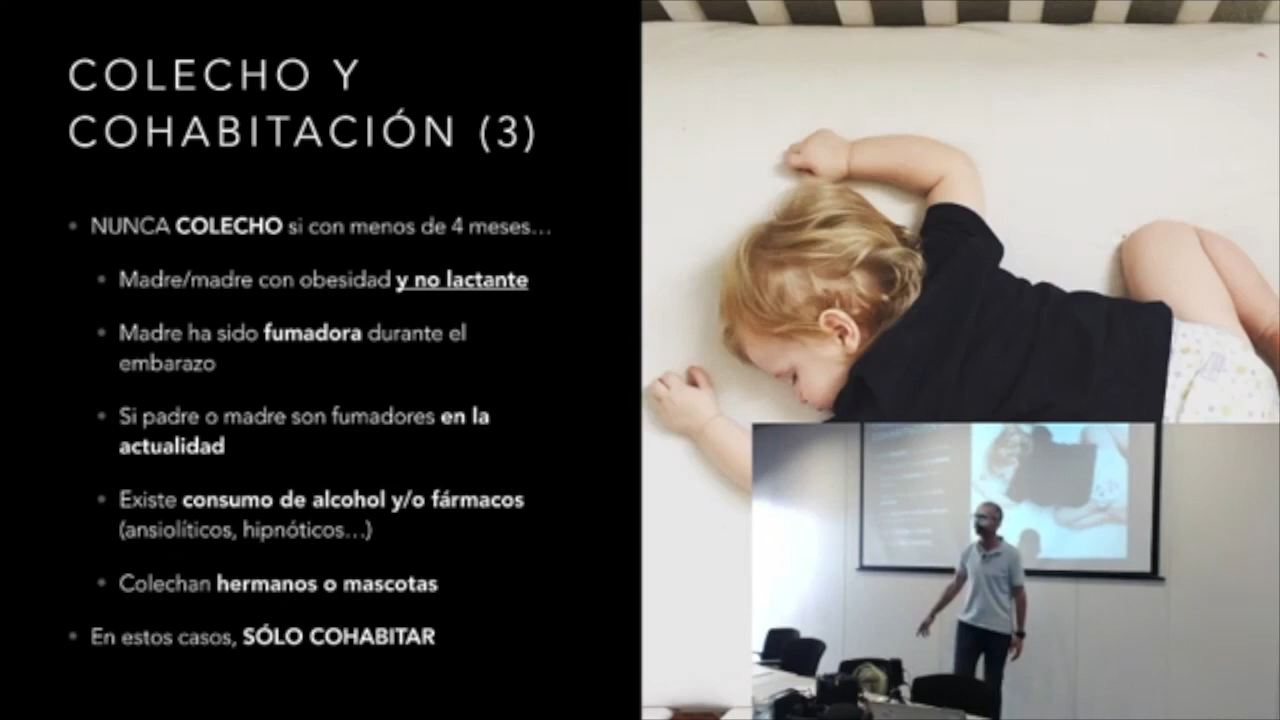 COLECHO Y
COHABITACIÓN (3)
NUNCA COLECHO si con menos de 4 meses...
Madre/madre con obesidad y no lactante
Madre ha sido fumadora durante el
embarazo
Si padre o madre son fumadores en la
actualidad
Existe consumo de alcohol y/o fármacos
(ansiolíticos, hipnóticos...)
Colechan hermanos o mascotas
En estos casos, SÓLO COHABITAR